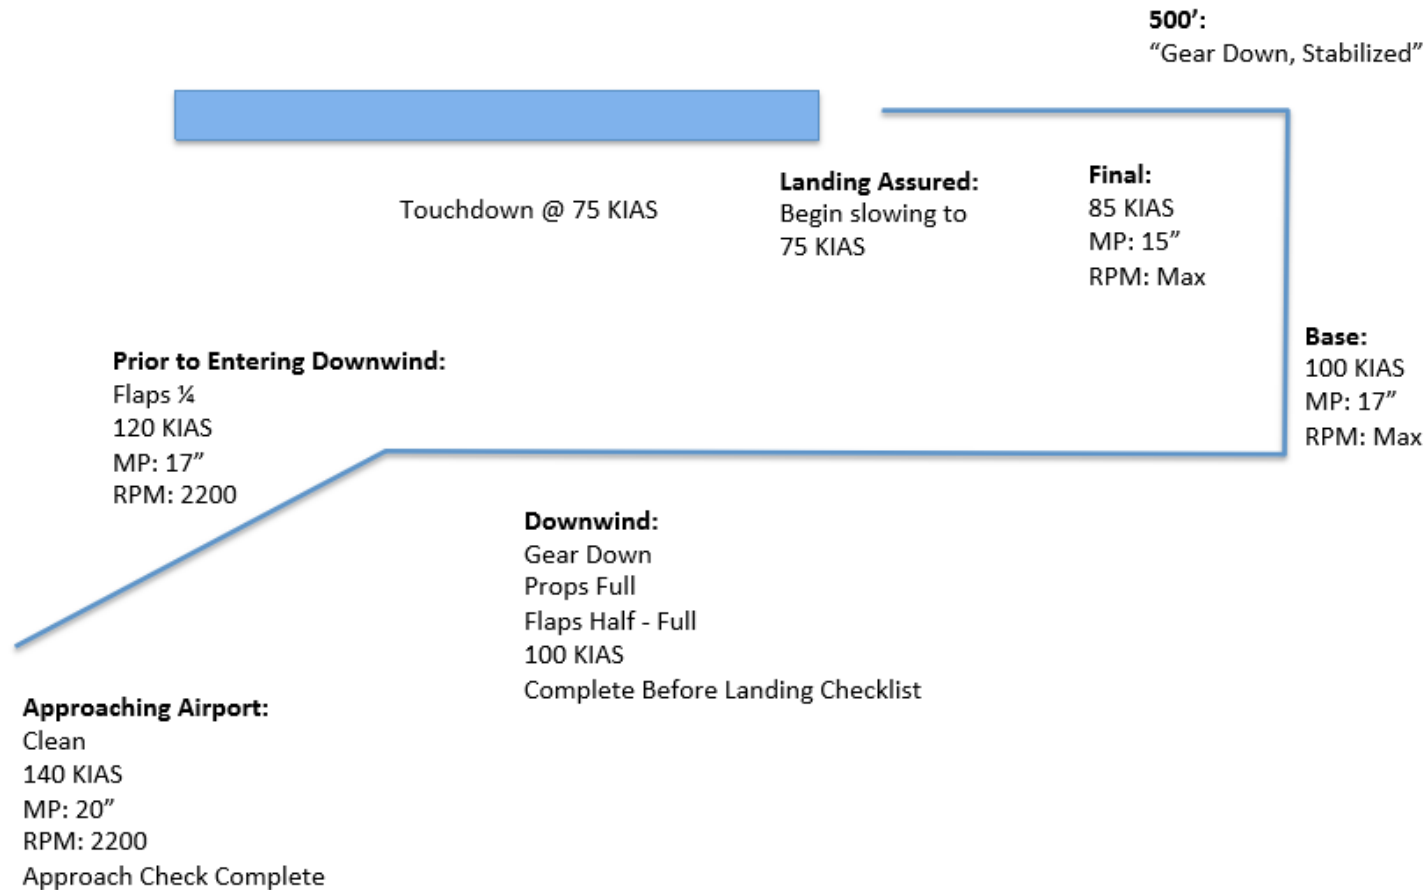 500’:
“Gear Down, Stabilized”
Landing Assured:
Begin slowing to
75 KIAS
Final:
85 KIAS
MP: 15”
RPM: Max
Touchdown @ 75 KIAS
Base:
100 KIAS
MP: 17”
RPM: Max
Prior to Entering Downwind:
Flaps ¼
120 KIAS
MP: 17”
RPM: 2200
Downwind:
Gear Down
Props Full
Flaps Half - Full
100 KIAS
Complete Before Landing Checklist
Approaching Airport:
Clean
140 KIAS
MP: 20”
RPM: 2200
Approach Check Complete